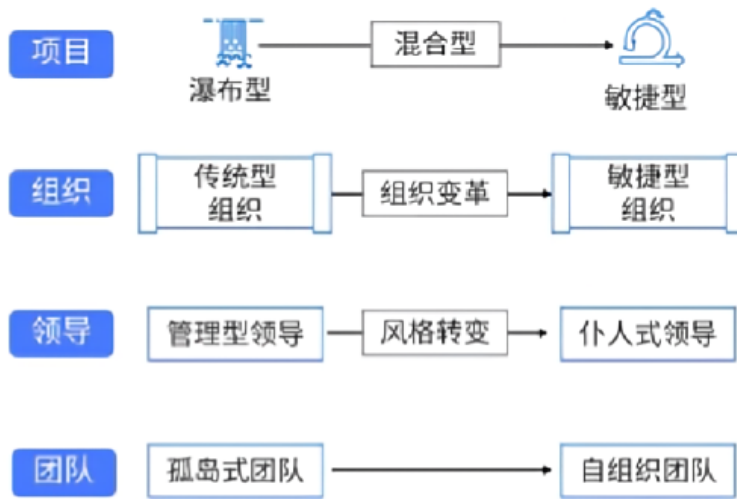 项目
瀑布型
混合型
敏捷型
组织
传统型
组织
组织变革
敏捷型
组织
领导
管理型领导
风格转变
仆人式领导
团队
孤岛式团队
自组织团队